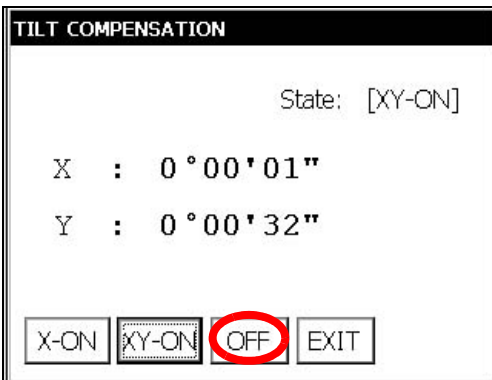 TILT COMPENSATION
State: [XY-ON]
X : 0°00'01"
Y : 0°00'32"
X-ON XY-ON OFF EXIT